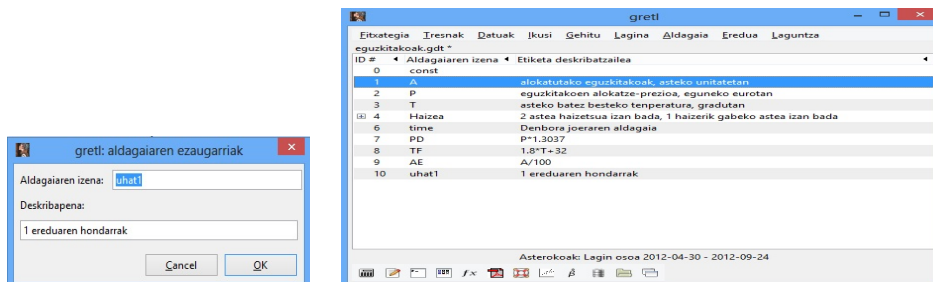 gretl: aldagaiaren ezaugarriak
Aldagaiaren izena: uhat1
Deskribapena:
1 ereduaren hondarrak
Cancel OK
gretl
Fitxategia Tresnak Datuak Ikusi Gehitu Lagina Aldagaia Eredua Laguntza
eguzkitakoak.gdt *
ID # Aldagaiaren izena Etiketa deskribatzailea
0 const
1 A alokatutako eguzkitakoak, asteko unitatetan
2 P eguzkitakoen alokatze-prezioa, eguneko eurotan
3 T asteko batez besteko tenperatura, gradutan
4 Haizea 2 astea haizetsua izan bada, 1 haizerik gabeko astea izan bada
6 time Denbora joeraren aldagaia
7 PD P*1.3037
8 TF 1.8*T+32
9 AE A/100
10 uhat1 1 ereduaren hondarrak
Asterokoak: Lagin osoa 2012-04-30 - 2012-09-24
fx β